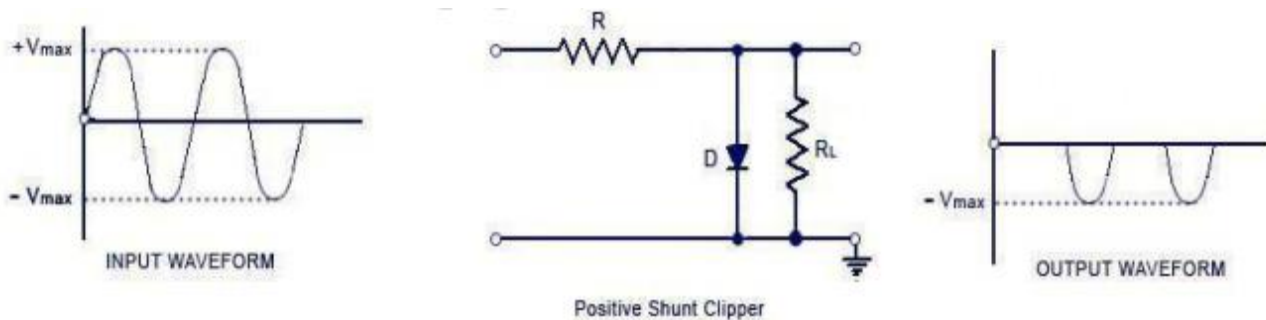 +Vmax
- Vmax
INPUT WAVEFORM
R
D
RL
Positive Shunt Clipper
- Vmax
OUTPUT WAVEFORM